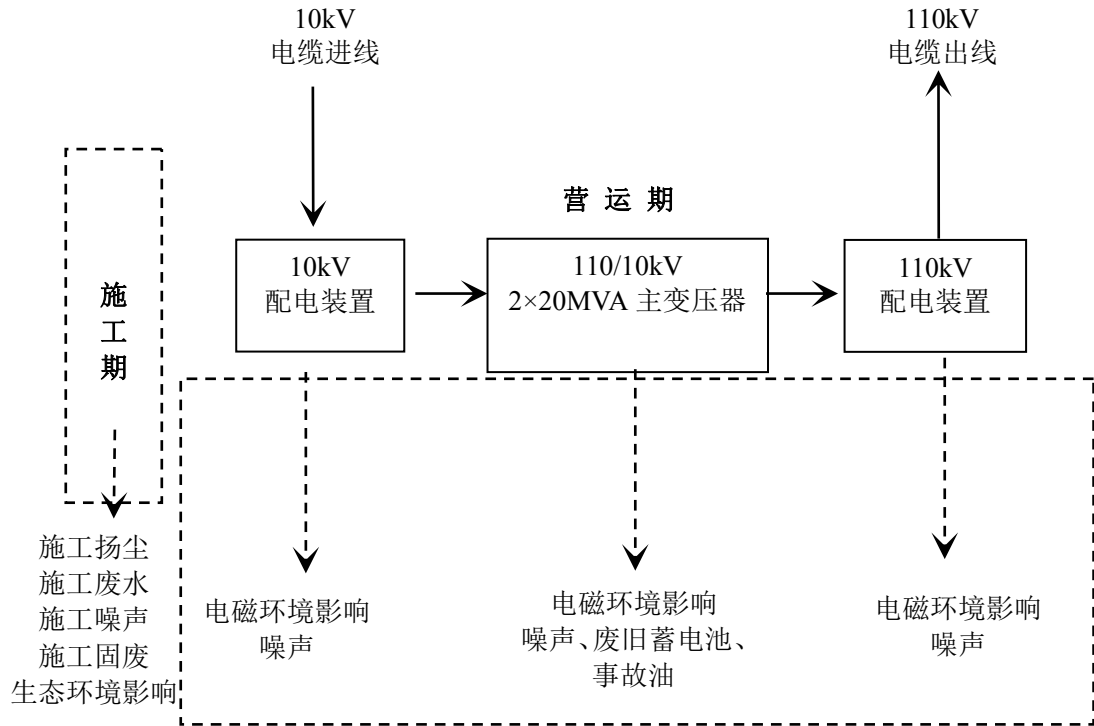 10kV
电缆进线
110kV
电缆出线
营运期
施
工
期
10kV
配电装置
110/10kV
2×20MVA 主变压器
110kV
配电装置
施工扬尘
施工废水
施工噪声
施工固废
生态环境影响
电磁环境影响
噪声
电磁环境影响
噪声、废旧蓄电池、
事故油
电磁环境影响
噪声